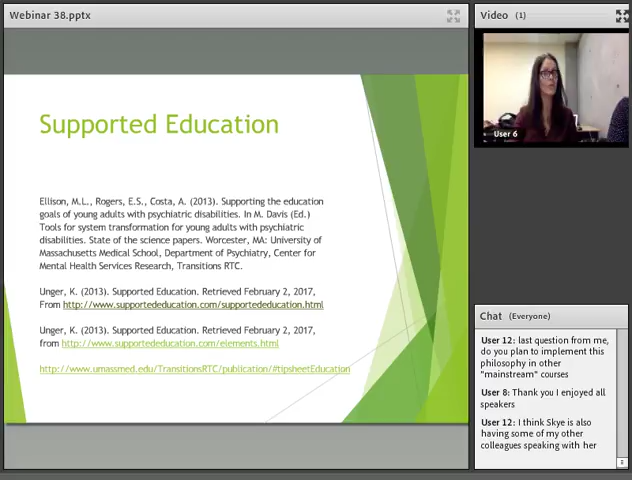 Webinar 38.pptx
Supported Education
Ellison, M.L., Rogers, E.S., Costa, A. (2013). Supporting the education
goals of young adults with psychiatric disabilities. In M. Davis (Ed.)
Tools for system transformation for young adults with psychiatric
disabilities. State of the science papers. Worcester, MA: University of
Massachusetts Medical School, Department of Psychiatry, Center for
Mental Health Services Research, Transitions RTC.
Unger, K. (2013). Supported Education. Retrieved February 2, 2017,
From http://www.supportededucation.com/supportededucation.html
Unger, K. (2013). Supported Education. Retrieved February 2, 2017,
from http://www.supportededucation.com/elements.html
http://www.umassmed.edu/TransitionsRTC/publication/#tipsheetEducation
Video (1)
User 6
Chat (Everyone)
User 12: last question from me,
do you plan to implement this
philosophy in other
"mainstream" courses
User 8: Thank you I enjoyed all
speakers
User 12: I think Skye is also
having some of my other
colleagues speaking with her